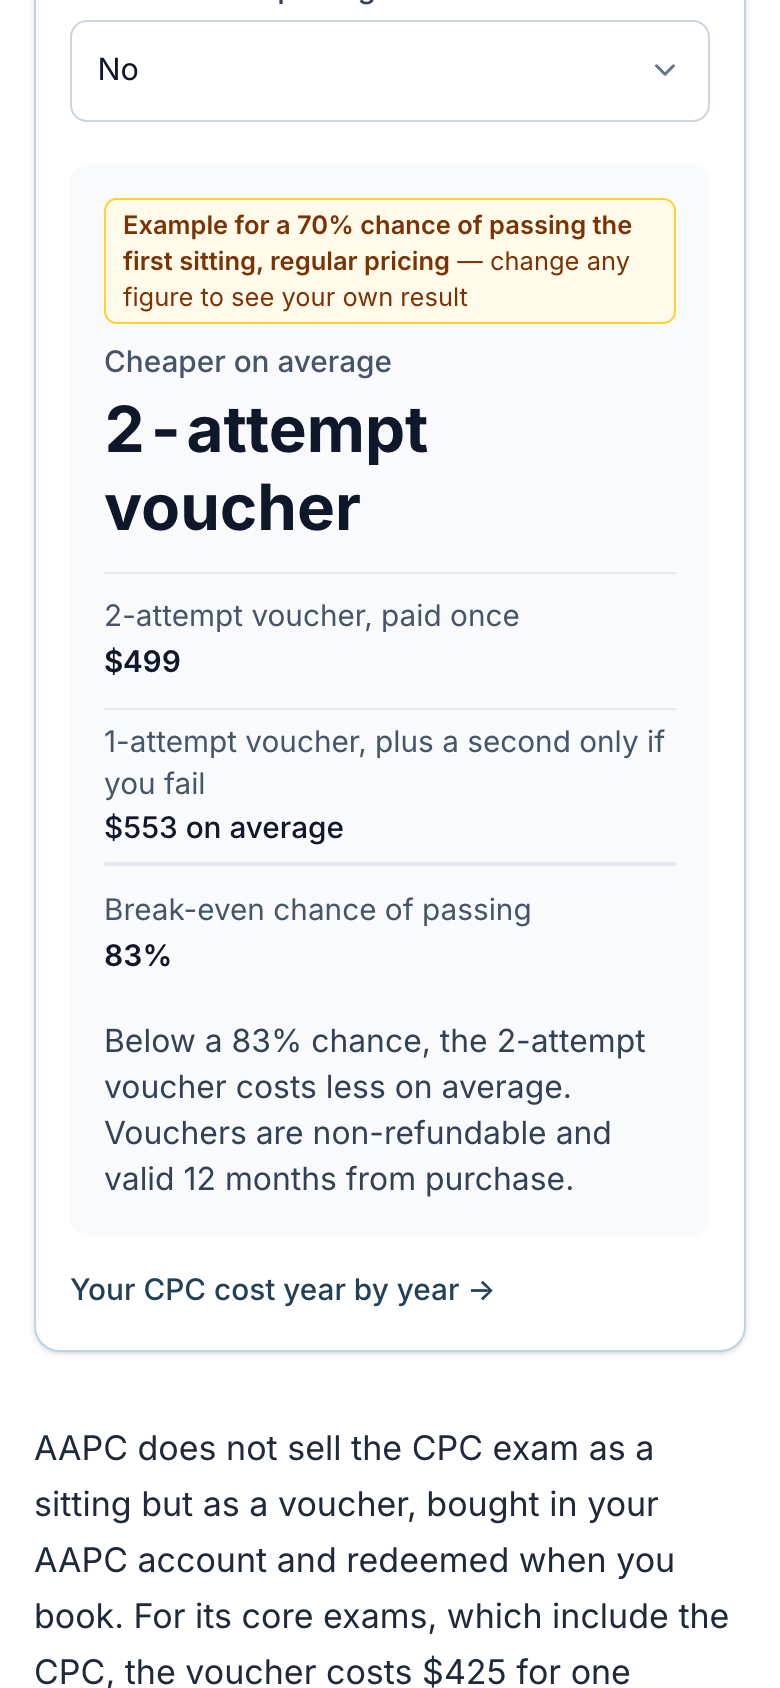 No
Example for a 70% chance of passing the
first sitting, regular pricing — change any
figure to see your own result
Cheaper on average
2-attempt
voucher
2-attempt voucher, paid once
$499
1-attempt voucher, plus a second only if
you fail
$553 on average
Break-even chance of passing
83%
Below a 83% chance, the 2-attempt
voucher costs less on average.
Vouchers are non-refundable and
valid 12 months from purchase.
Your CPC cost year by year →
AAPC does not sell the CPC exam as a
sitting but as a voucher, bought in your
AAPC account and redeemed when you
book. For its core exams, which include the
CPC, the voucher costs $425 for one